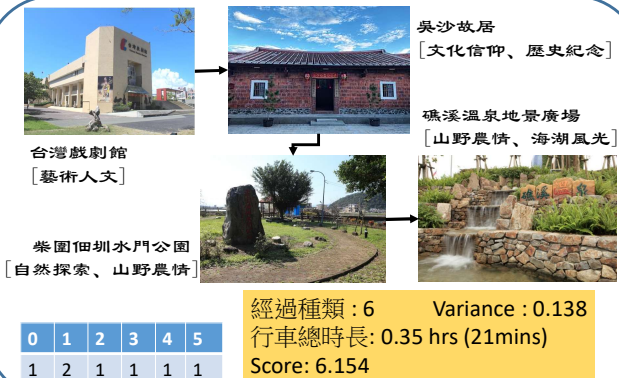 吳沙故居
[文化信仰、歷史紀念]
台灣戲劇館
[藝術人文]
礁溪溫泉地景廣場
[山野農情、海湖風光]
柴圍佃圳水門公園
[自然探索、山野農情]
0 1 2 3 4 5
1 2 1 1 1 1
經過種類 : 6 Variance : 0.138
行車總時長: 0.35 hrs (21mins)
Score: 6.154